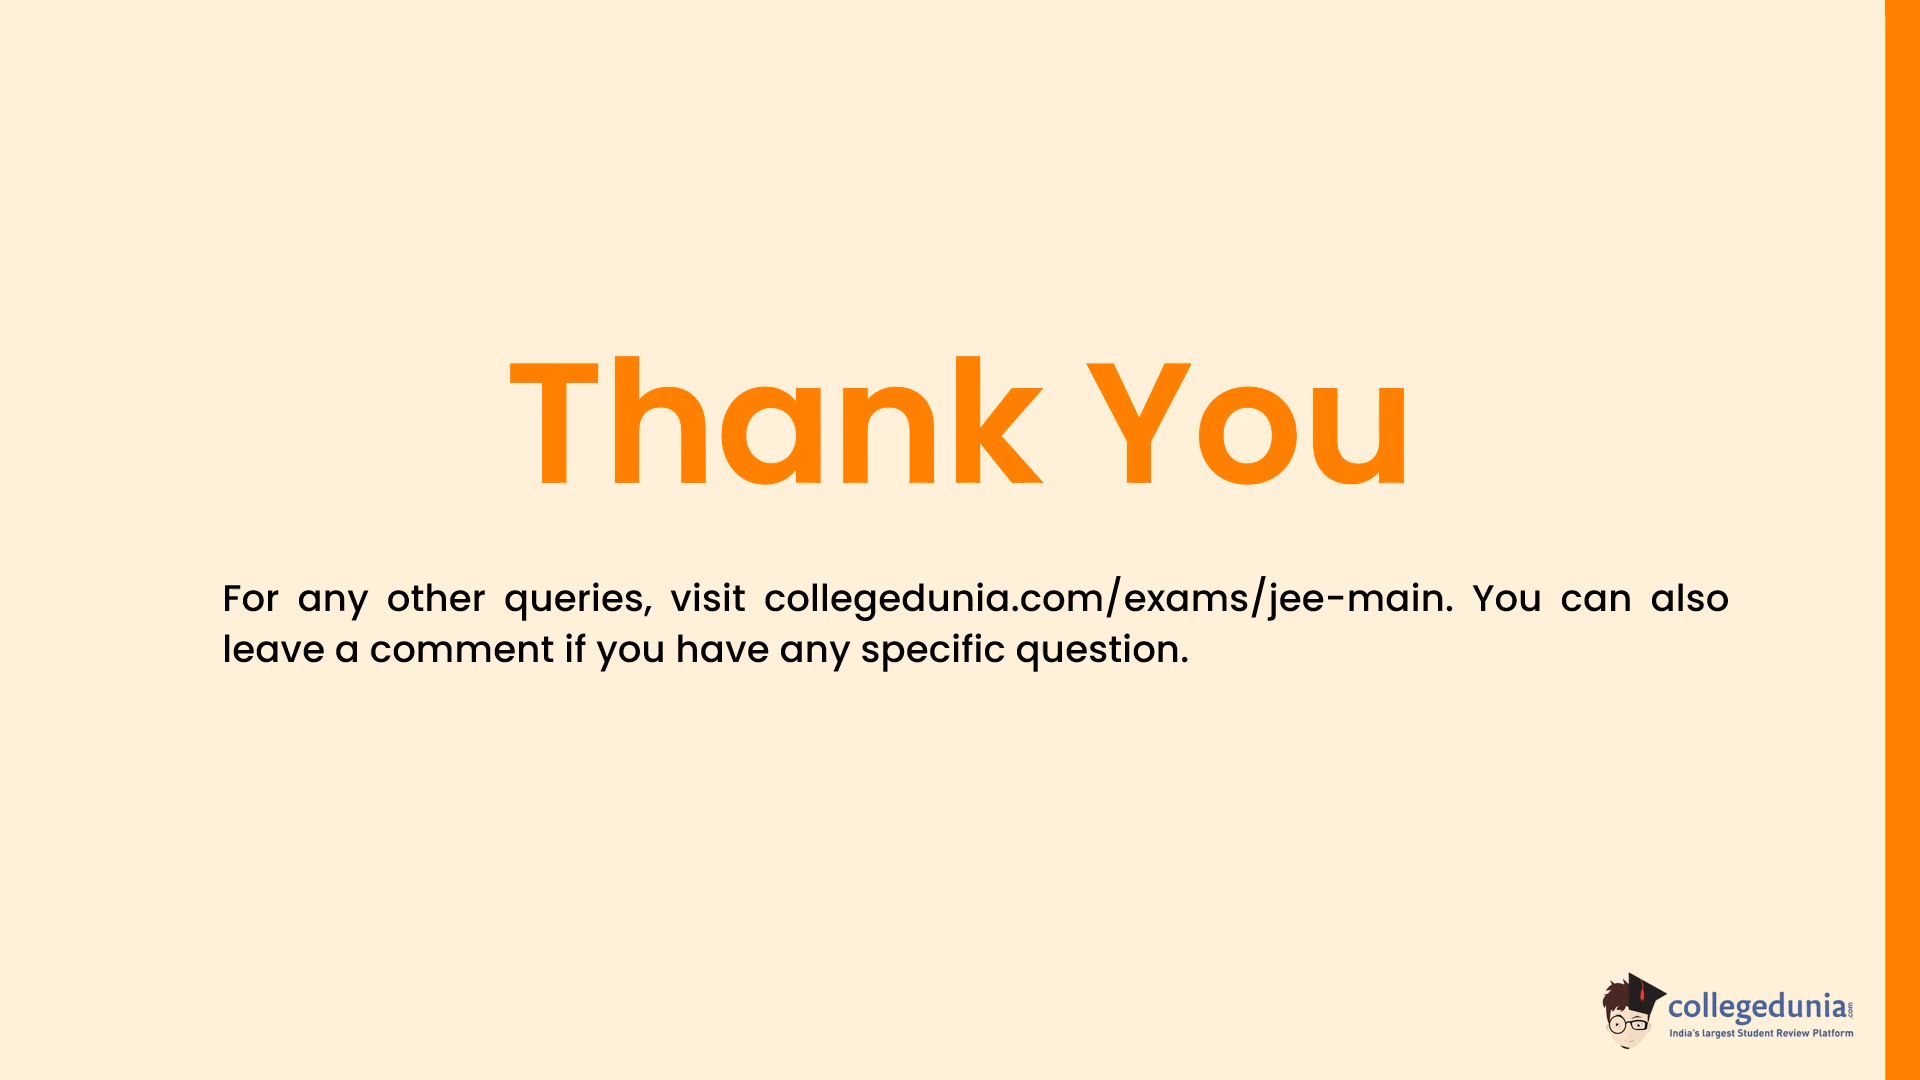 Thank You
For any other queries, visit collegedunia.com/exams/jee-main. You can also
leave a comment if you have any specific question.
collegedunia.com
India's largest Student Review Platform